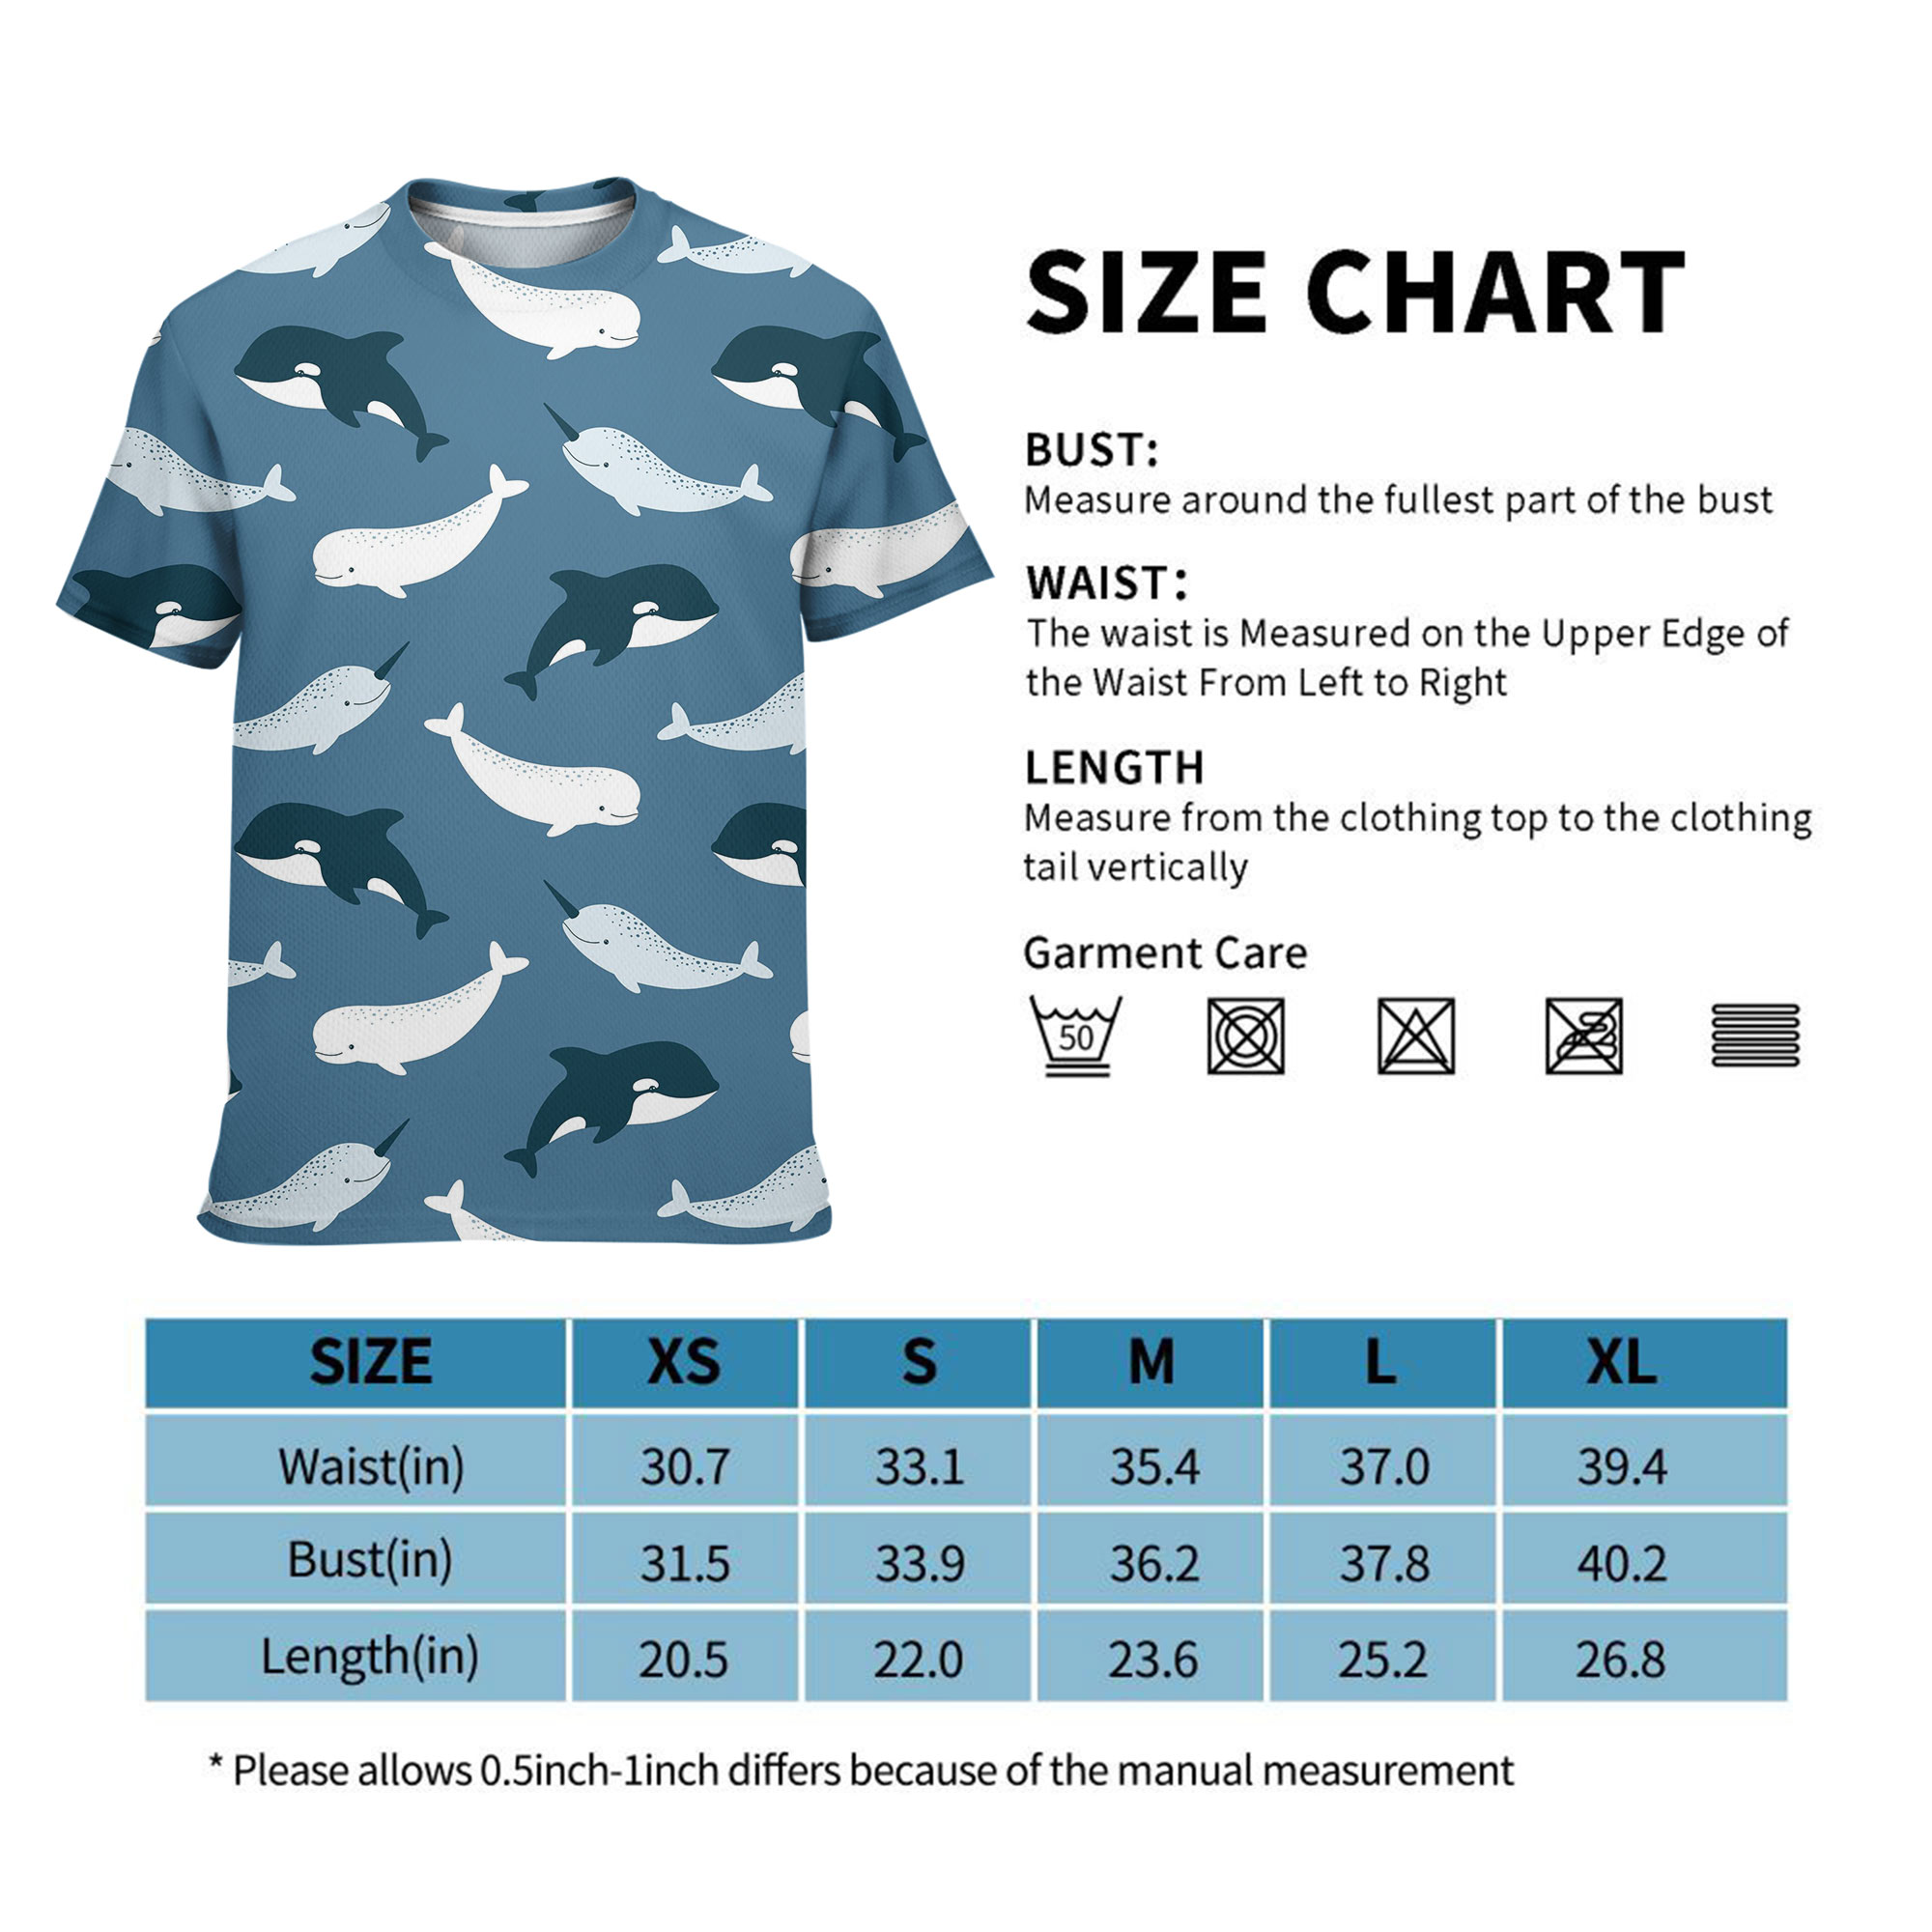 SIZE CHART
BUST:
Measure around the fullest part of the bust
WAIST:
The waist is Measured on the Upper Edge of
the Waist From Left to Right
LENGTH
Measure from the clothing top to the clothing
tail vertically
Garment Care
50
SIZE XS S M L XL
Waist(in) 30.7 33.1 35.4 37.0 39.4
Bust(in) 31.5 33.9 36.2 37.8 40.2
Length(in) 20.5 22.0 23.6 25.2 26.8
* Please allows 0.5inch-1inch differs because of the manual measurement